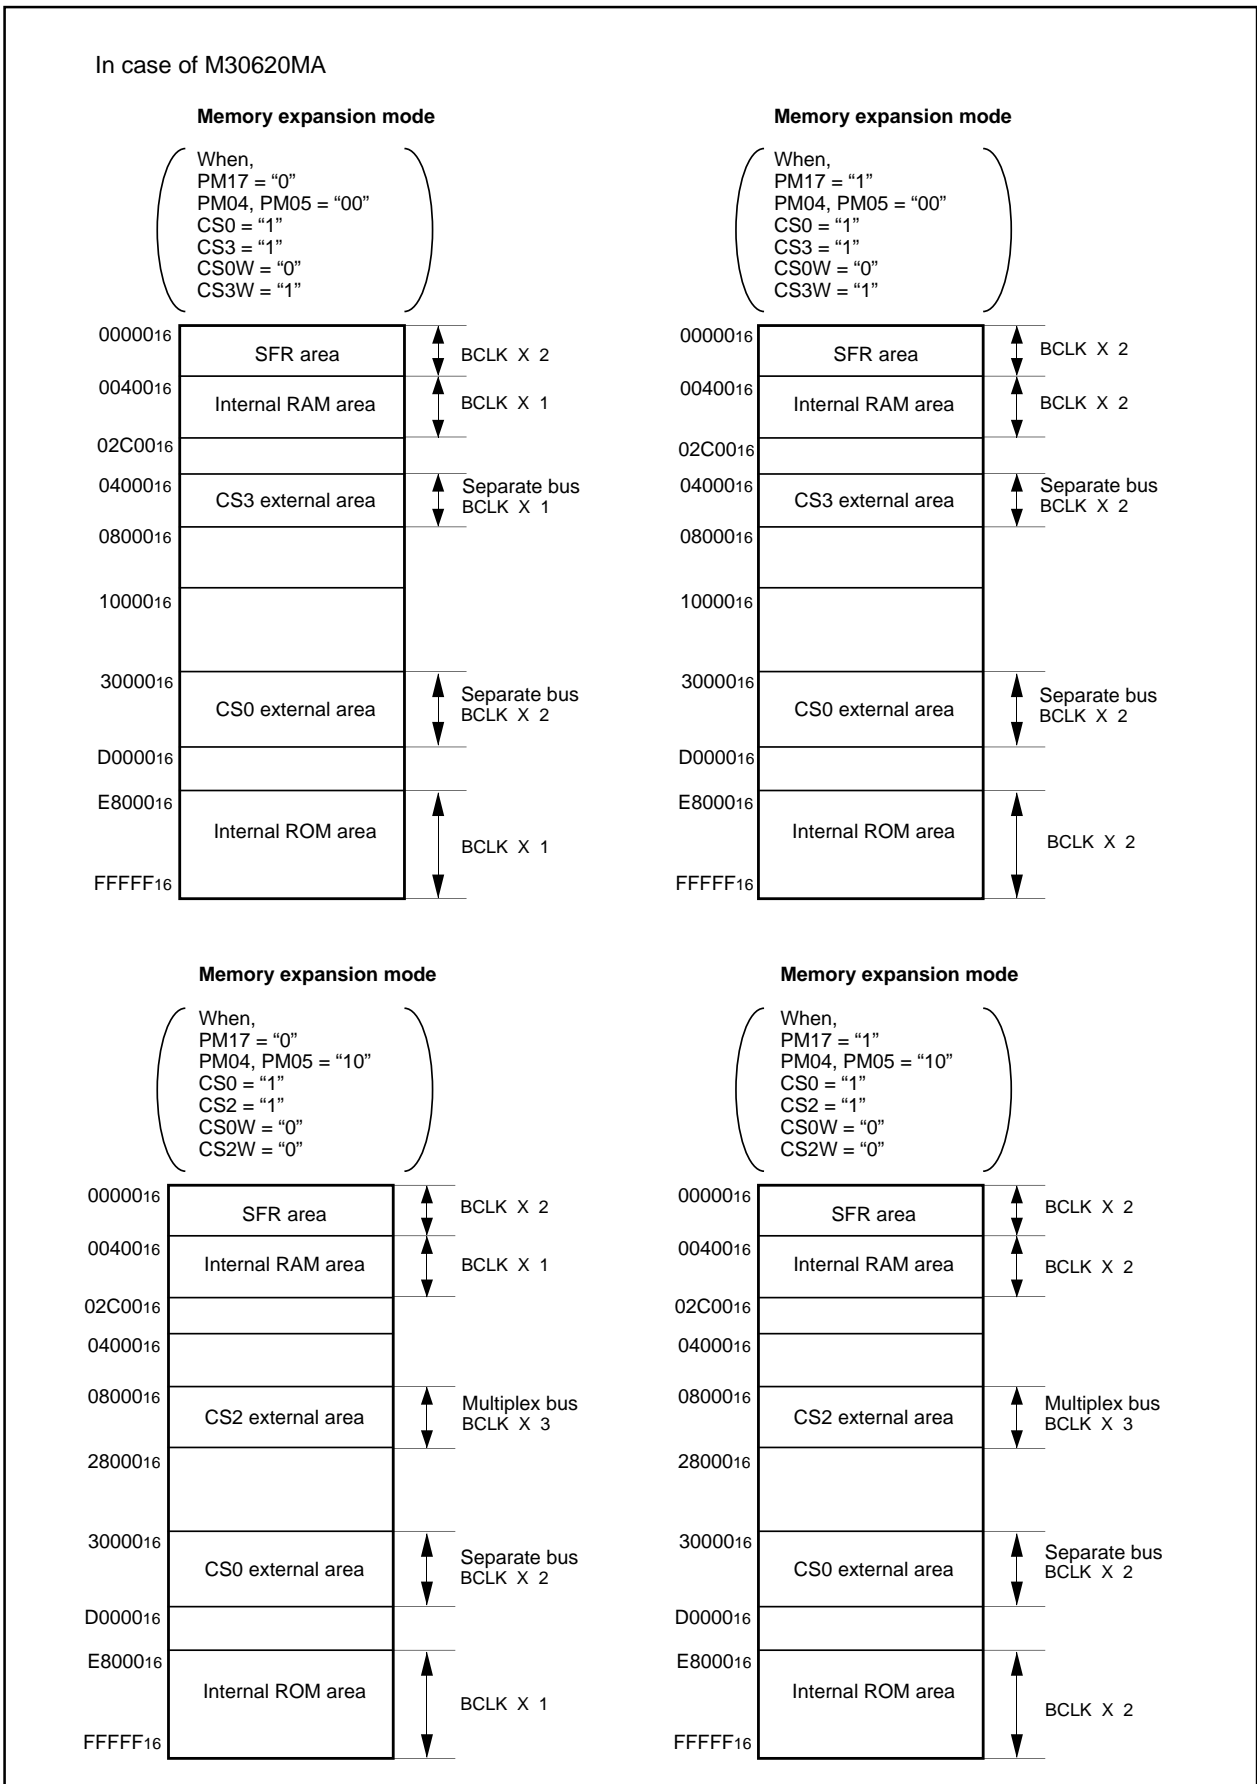 In case of M30620MA
Memory expansion mode
When,
PM17 = “0”
PM04, PM05 = “00”
CS0 = “1”
CS3 = “1”
CS0W = “0”
CS3W = “1”
0000016
SFR area
BCLK X 2
0040016
Internal RAM area
BCLK X 1
02C0016
0400016
CS3 external area
Separate bus
BCLK X 1
0800016
1000016
3000016
CS0 external area
Separate bus
BCLK X 2
D000016
E800016
Internal ROM area
BCLK X 1
FFFFF16
Memory expansion mode
When,
PM17 = “1”
PM04, PM05 = “00”
CS0 = “1”
CS3 = “1”
CS0W = “0”
CS3W = “1”
0000016
SFR area
BCLK X 2
0040016
Internal RAM area
BCLK X 2
02C0016
0400016
CS3 external area
Separate bus
BCLK X 2
0800016
1000016
3000016
CS0 external area
Separate bus
BCLK X 2
D000016
E800016
Internal ROM area
BCLK X 2
FFFFF16
Memory expansion mode
When,
PM17 = “0”
PM04, PM05 = “10”
CS0 = “1”
CS2 = “1”
CS0W = “0”
CS2W = “0”
0000016
SFR area
BCLK X 2
0040016
Internal RAM area
BCLK X 1
02C0016
0400016
0800016
CS2 external area
Multiplex bus
BCLK X 3
2800016
3000016
CS0 external area
Separate bus
BCLK X 2
D000016
E800016
Internal ROM area
BCLK X 1
FFFFF16
Memory expansion mode
When,
PM17 = “1”
PM04, PM05 = “10”
CS0 = “1”
CS2 = “1”
CS0W = “0”
CS2W = “0”
0000016
SFR area
BCLK X 2
0040016
Internal RAM area
BCLK X 2
02C0016
0400016
0800016
CS2 external area
Multiplex bus
BCLK X 3
2800016
3000016
CS0 external area
Separate bus
BCLK X 2
D000016
E800016
Internal ROM area
BCLK X 2
FFFFF16